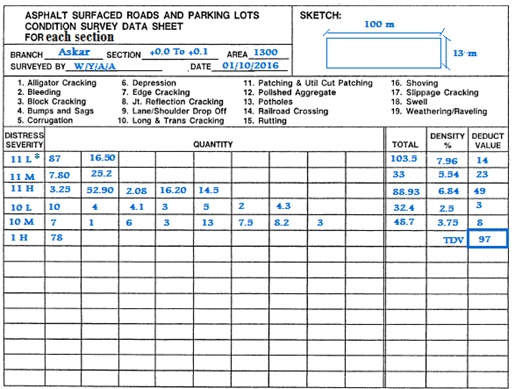 ASPHALT SURFACED ROADS AND PARKING LOTS
CONDITION SURVEY DATA SHEET
FOR each section
SKETCH:
100 m
13 m
BRANCH Askar SECTION +0.0 To +0.1 AREA 1300
SURVEYED BY W/Y/A/A DATE 01/10/2016
1. Alligator Cracking 6. Depression 11. Patching & Util Cut Patching 16. Shoving
2. Bleeding 7. Edge Cracking 12. Polished Aggregate 17. Slippage Cracking
3. Block Cracking 8. Jt. Reflection Cracking 13. Potholes 18. Swell
4. Bumps and Sags 9. Lane/Shoulder Drop Off 14. Railroad Crossing 19. Weathering/Raveling
5. Corrugation 10. Long & Trans Cracking 15. Rutting
DISTRESS SEVERITY QUANTITY TOTAL DENSITY % DEDUCT VALUE
11 L * 87 16.50 103.5 7.96 14
11 M 7.80 25.2 33 5.54 23
11 H 3.25 52.90 2.08 16.20 14.5 88.93 6.84 49
10 L 10 4 4.1 3 5 2 4.3 32.4 2.5 3
10 M 7 1 6 3 13 7.5 8.2 3 48.7 3.75 8
1 H 78 TDV 97